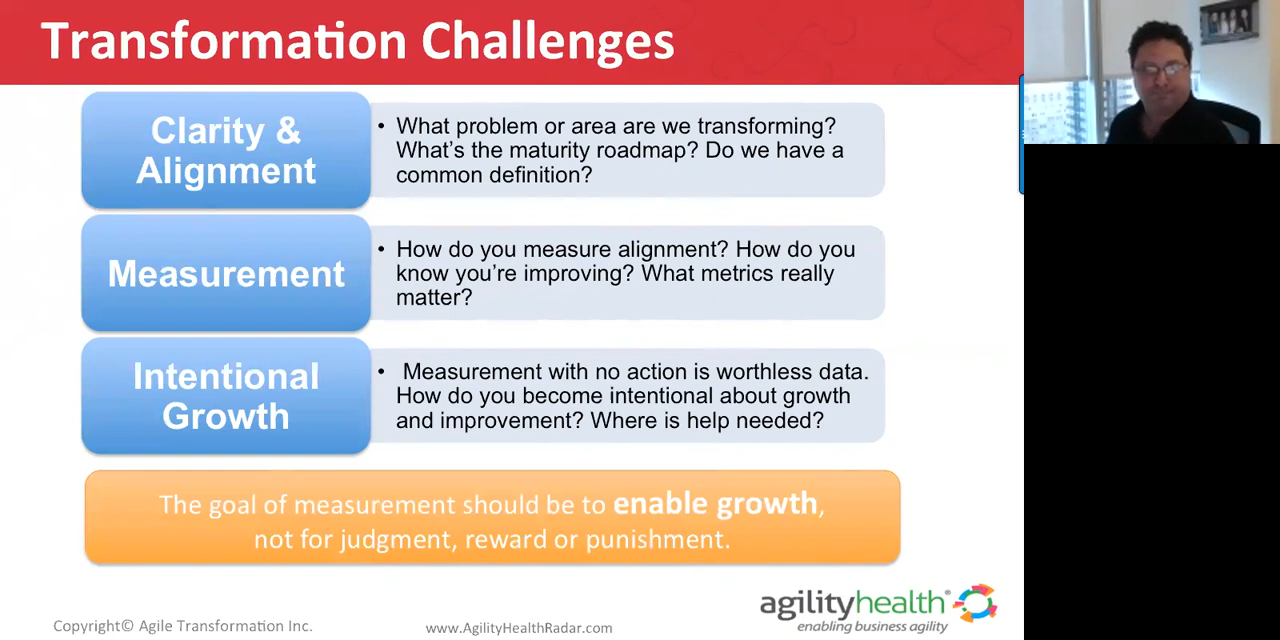 Transformation Challenges
Clarity &
Alignment
• What problem or area are we transforming?
What's the maturity roadmap? Do we have a
common definition?
Measurement
• How do you measure alignment? How do you
know you're improving? What metrics really
matter?
Intentional
Growth
• Measurement with no action is worthless data.
How do you become intentional about growth
and improvement? Where is help needed?
The goal of measurement should be to enable growth,
not for judgment, reward or punishment.
agilityhealth®
enabling business agility
Copyright© Agile Transformation Inc.
www.AgilityHealthRadar.com